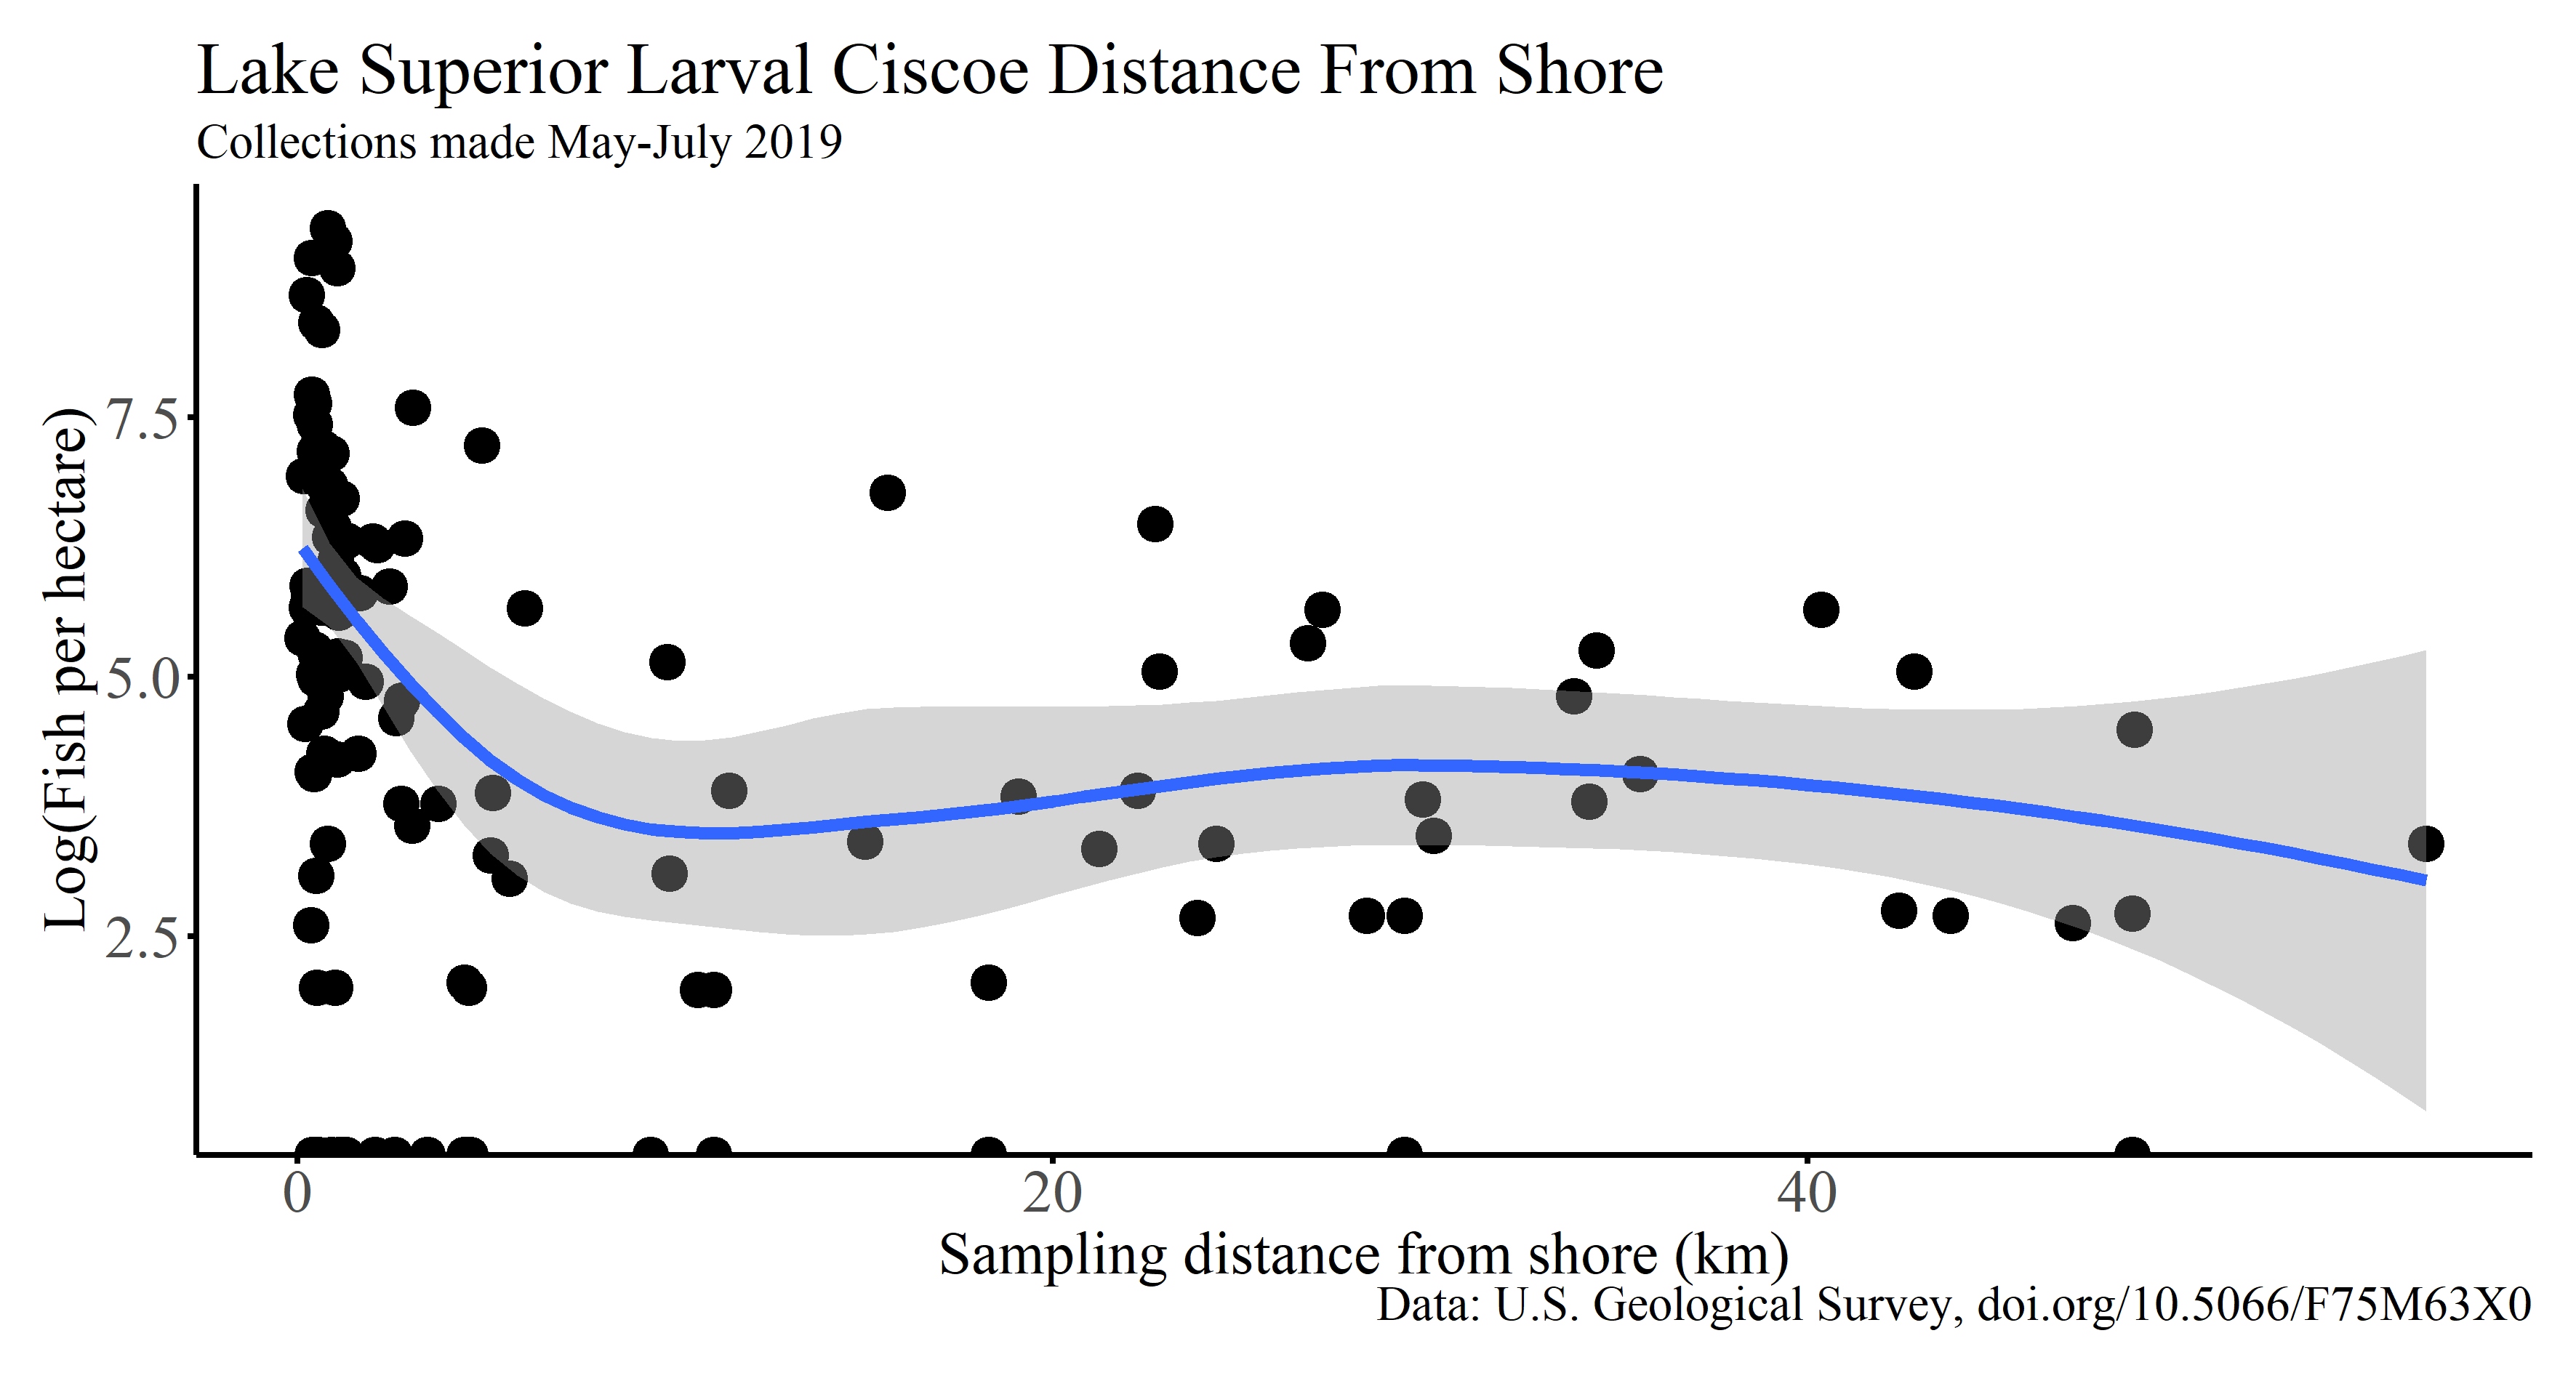 Lake Superior Larval Ciscoe Distance From Shore
Collections made May-July 2019
Log(Fish per hectare)
7.5
5.0
2.5
0 20 40
Sampling distance from shore (km)
Data: U.S. Geological Survey, doi.org/10.5066/F75M63X0